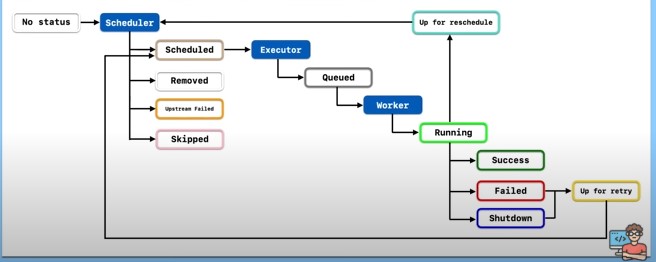 No status
Scheduler
Up for reschedule
Scheduled
Executor
Removed
Queued
Upstream Failed
Worker
Skipped
Running
Success
Failed
Up for retry
Shutdown
</>